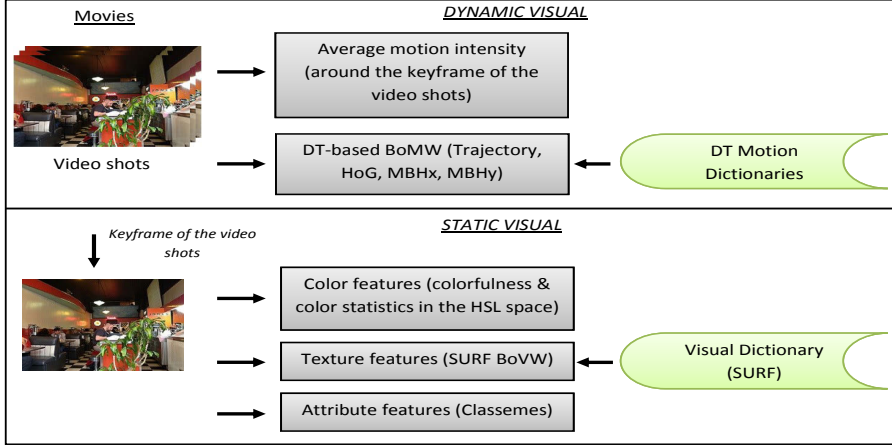 Movies
DYNAMIC VISUAL
Average motion intensity
(around the keyframe of the
video shots)
Video shots
DT-based BoMW (Trajectory,
HoG, MBHx, MBHy)
DT Motion
Dictionaries
STATIC VISUAL
Keyframe of the video
shots
Color features (colorfulness &
color statistics in the HSL space)
Texture features (SURF BoVW)
Visual Dictionary
(SURF)
Attribute features (Classemes)